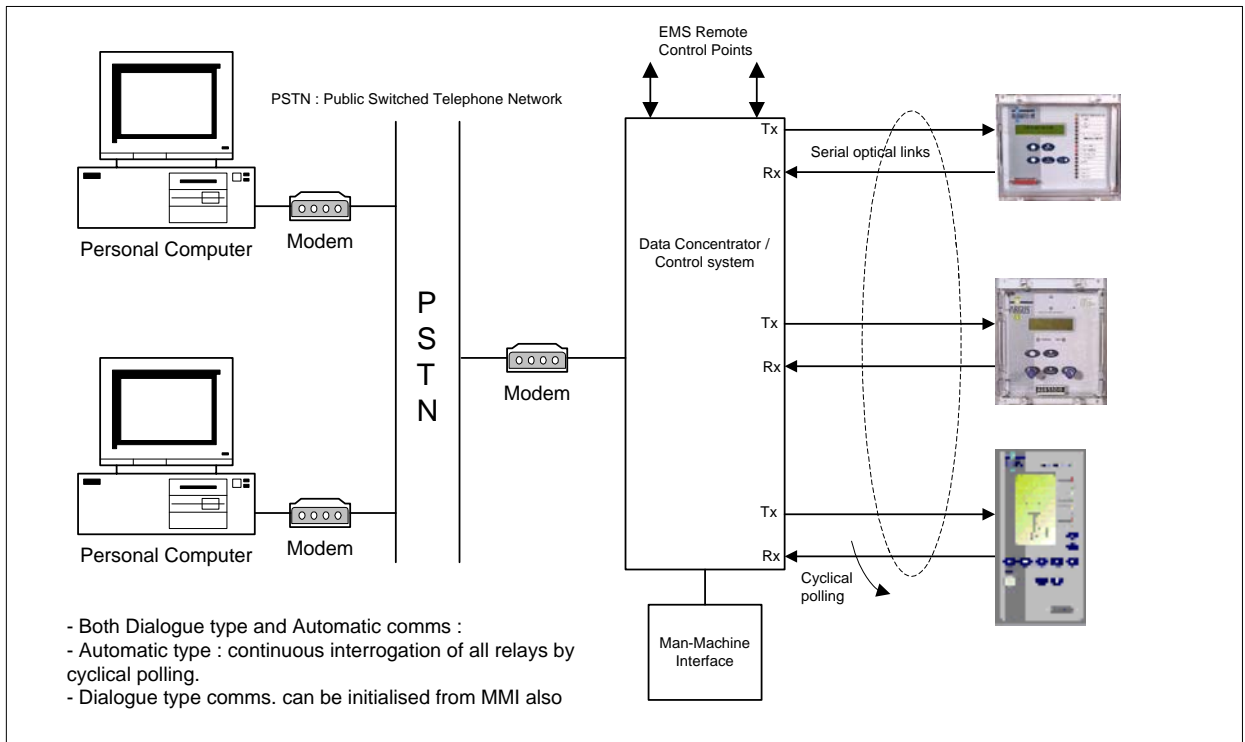 EMS Remote
Control Points
PSTN : Public Switched Telephone Network
Tx
Serial optical links
Rx
Personal Computer
Modem
Data Concentrator /
Control system
P
S
T
N
Tx
Rx
Modem
Personal Computer
Modem
Tx
Rx
Cyclical
polling
Man-Machine
Interface
- Both Dialogue type and Automatic comms :
- Automatic type : continuous interrogation of all relays by
cyclical polling.
- Dialogue type comms. can be initialised from MMI also